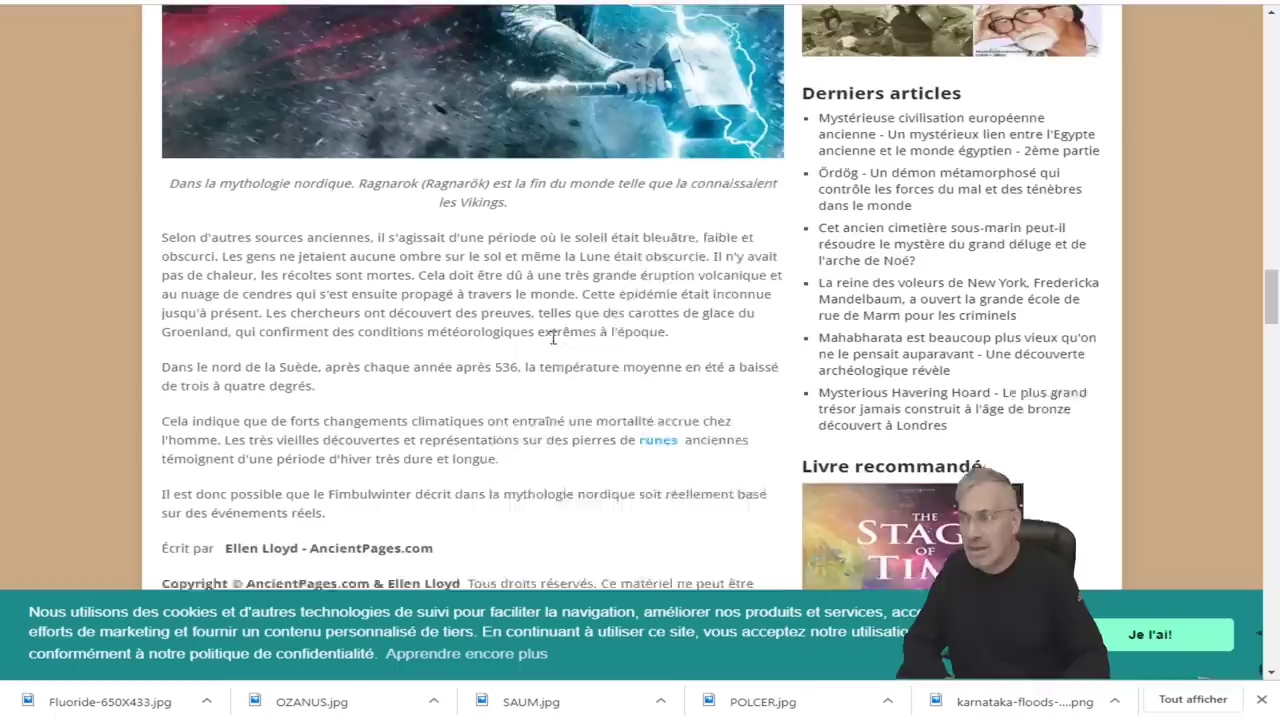 Dans la mythologie nordique. Ragnarok (Ragnarök) est la fin du monde telle que la connaissaient
les Vikings.
Selon d'autres sources anciennes, il s'agissait d'une période où le soleil était bleuâtre, faible et
obscurci. Les gens ne jetaient aucune ombre sur le sol et même la Lune était obscurcie. Il n'y avait
pas de chaleur, les récoltes sont mortes. Cela doit être dû à une très grande éruption volcanique et
au nuage de cendres qui s'est ensuite propagé à travers le monde. Cette épidémie était inconnue
jusqu'à présent. Les chercheurs ont découvert des preuves, telles que des carottes de glace du
Groenland, qui confirment des conditions météorologiques extrêmes à l'époque.
Dans le nord de la Suède, après chaque année après 536, la température moyenne en été a baissé
de trois à quatre degrés.
Cela indique que de forts changements climatiques ont entraîné une mortalité accrue chez
l'homme. Les très vieilles découvertes et représentations sur des pierres de runes anciennes
témoignent d'une période d'hiver très dure et longue.
Il est donc possible que le Fimbulwinter décrit dans la mythologie nordique soit réellement basé
sur des événements réels.
Écrit par Ellen Lloyd - AncientPages.com
Copyright © AncientPages.com & Ellen Lloyd Tous droits réservés. Ce matériel ne peut être
Derniers articles
Mystérieuse civilisation européenne
ancienne - Un mystérieux lien entre l'Egypte
ancienne et le monde égyptien - 2ème partie
Ördög - Un démon métamorphosé qui
contrôle les forces du mal et des ténèbres
dans le monde
Cet ancien cimetière sous-marin peut-il
résoudre le mystère du grand déluge et de
l'arche de Noé?
La reine des voleurs de New York, Fredericka
Mandelbaum, a ouvert la grande école de
rue de Marm pour les criminels
Mahabharata est beaucoup plus vieux qu'on
ne le pensait auparavant - Une découverte
archéologique révèle
Mysterious Havering Hoard - Le plus grand
trésor jamais construit à l'âge de bronze
découvert à Londres
Livre recommandé
THE
STAG
OF
TIM
Nous utilisons des cookies et d'autres technologies de suivi pour faciliter la navigation, améliorer nos produits et services,
efforts de marketing et fournir un contenu personnalisé de tiers. En continuant à utiliser ce site, vous acceptez notre
conformément à notre politique de confidentialité. Apprendre encore plus
Je l'ai!
Fluoride-650X433.jpg
OZANUS.jpg
SAUM.jpg
POLCER.jpg
karnataka-floods-....png
Tout afficher